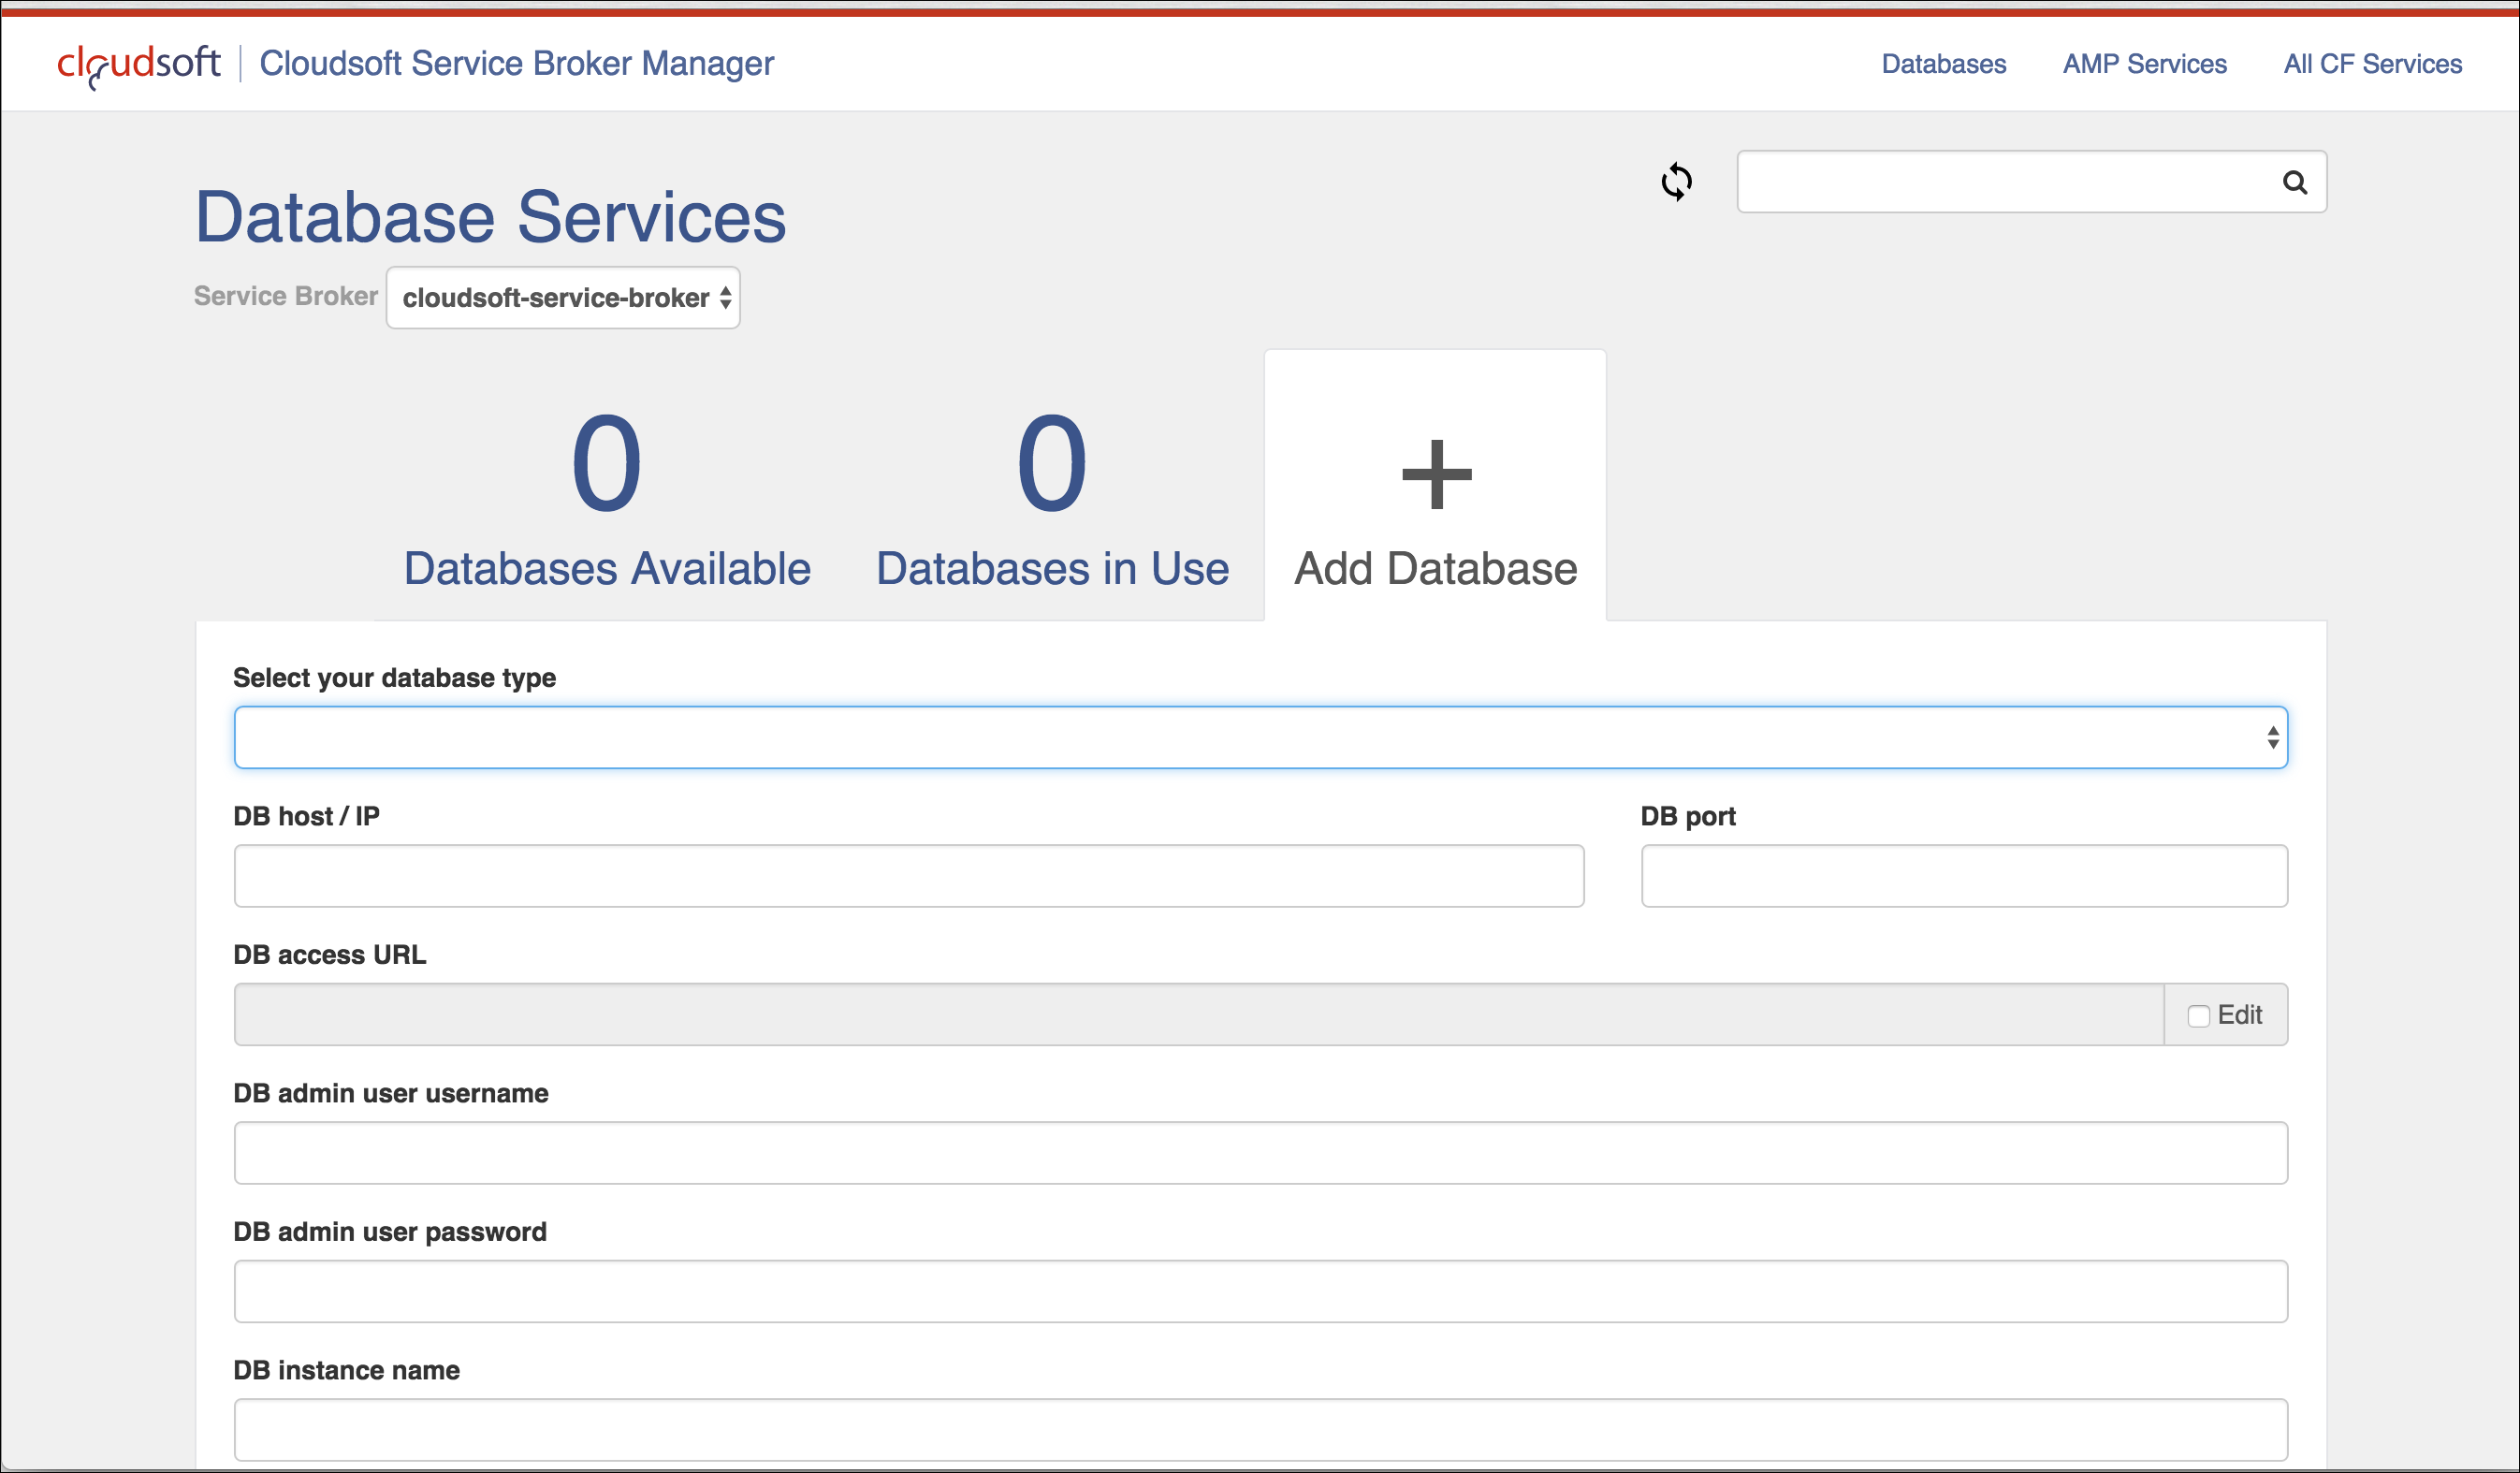 cloudsoft | Cloudsoft Service Broker Manager
Databases AMP Services All CF Services
Database Services
Service Broker cloudsoft-service-broker
0 0 +
Databases Available Databases in Use Add Database
Select your database type
DB host / IP DB port
DB access URL
Edit
DB admin user username
DB admin user password
DB instance name